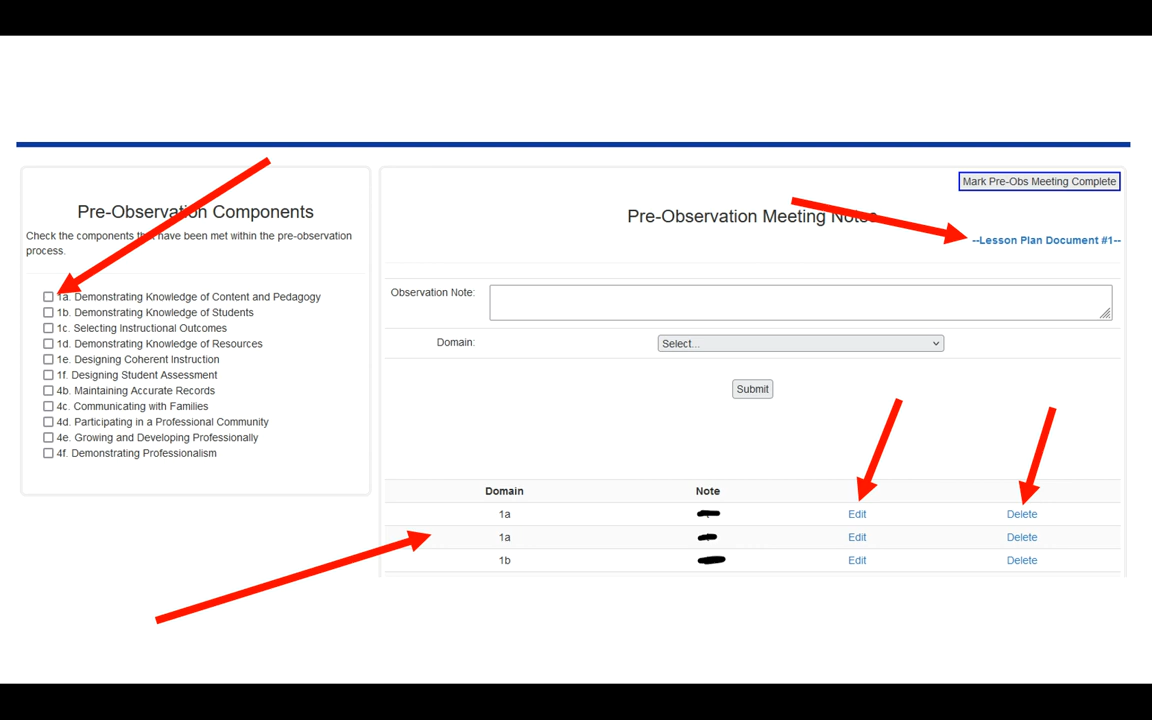 Pre-Observation Components
Check the components that have been met within the pre-observation
process.
1a. Demonstrating Knowledge of Content and Pedagogy
1b. Demonstrating Knowledge of Students
1c. Selecting Instructional Outcomes
1d. Demonstrating Knowledge of Resources
1e. Designing Coherent Instruction
1f. Designing Student Assessment
4b. Maintaining Accurate Records
4c. Communicating with Families
4d. Participating in a Professional Community
4e. Growing and Developing Professionally
4f. Demonstrating Professionalism
Mark Pre-Obs Meeting Complete
Pre-Observation Meeting Notes
--Lesson Plan Document #1--
Observation Note:
Domain: Select...
Submit
Domain Note
1a Edit Delete
1a Edit Delete
1b Edit Delete